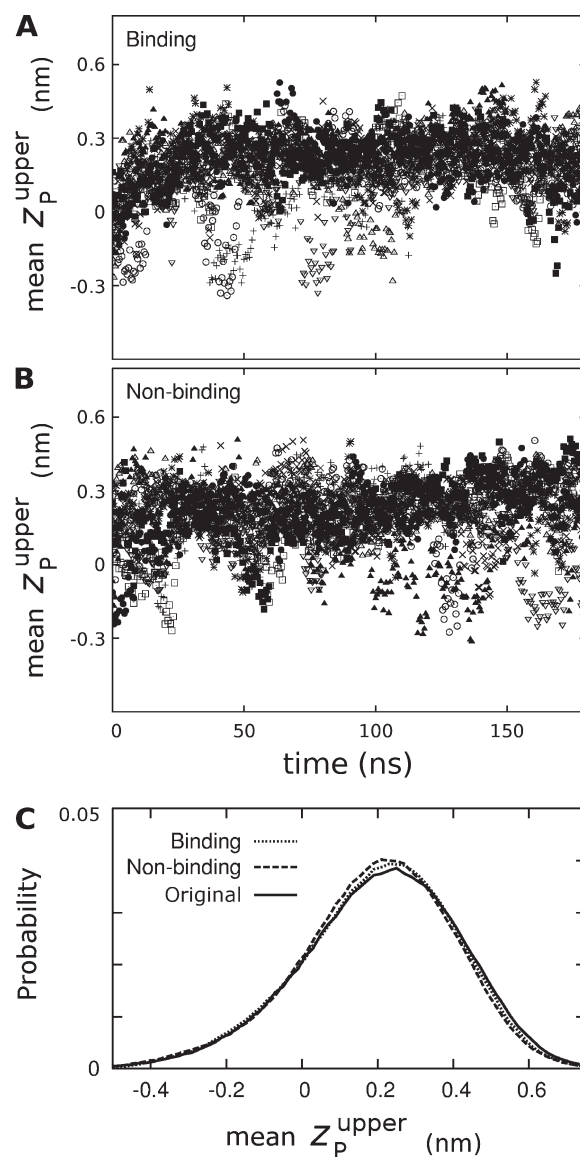 A
Binding
0.6
0.3
0
-0.3
mean Z_P^upper (nm)
B
Non-binding
0.6
0.3
0
-0.3
mean Z_P^upper (nm)
0 50 100 150
time (ns)
C
0.05
Binding
Non-binding
Original
Probability
0
-0.4 -0.2 0 0.2 0.4 0.6
mean Z_P^upper (nm)